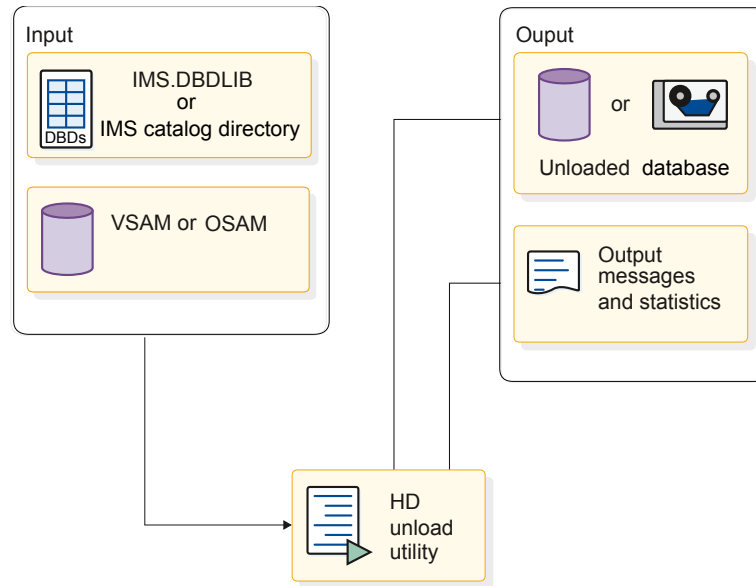 Input
IMS.DBDLIB
or
IMS catalog directory
DBDs
VSAM or OSAM
Ouput
or
Unloaded database
Output
messages
and statistics
HD
unload
utility